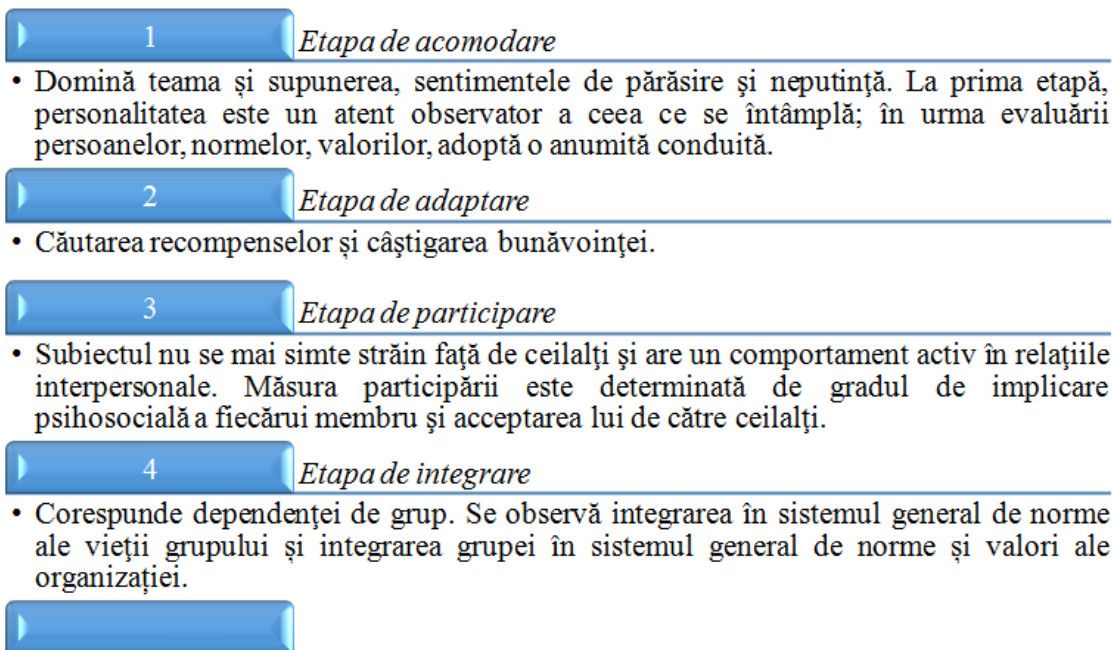 1 Etapa de acomodare
• Domină teama și supunerea, sentimentele de părăsire şi neputinţă. La prima etapă,
personalitatea este un atent observator a ceea ce se întâmplă; în urma evaluării
persoanelor, normelor, valorilor, adoptă o anumită conduită.
2 Etapa de adaptare
• Căutarea recompenselor și câştigarea bunăvoinţei.
3 Etapa de participare
• Subiectul nu se mai simte străin faţă de ceilalţi şi are un comportament activ în relaţiile
interpersonale. Măsura participării este determinată de gradul de implicare
psihosocială a fiecărui membru şi acceptarea lui de către ceilalţi.
4 Etapa de integrare
• Corespunde dependenţei de grup. Se observă integrarea în sistemul general de norme
ale vieţii grupului și integrarea grupei în sistemul general de norme și valori ale
organizației.